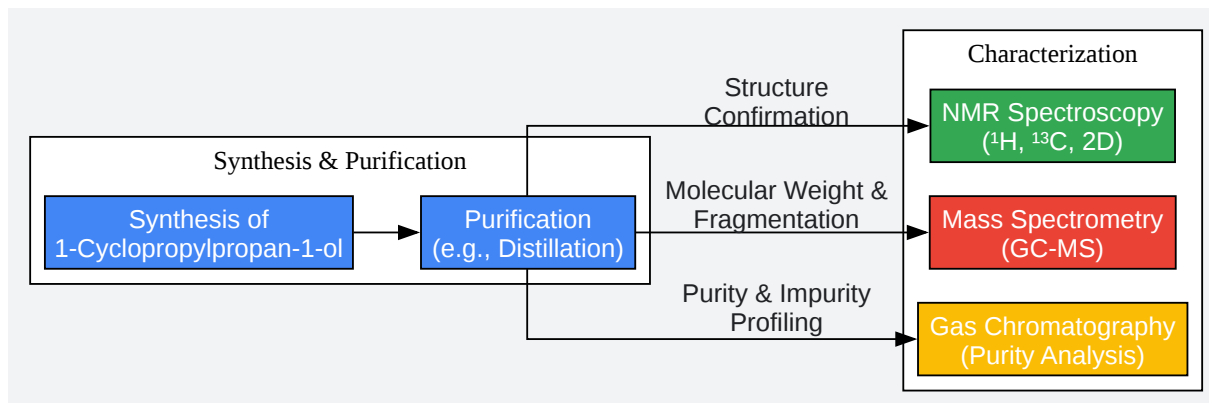 Synthesis & Purification
Synthesis of
1-Cyclopropylpropan-1-ol
Purification
(e.g., Distillation)
Structure
Confirmation
Molecular Weight &
Fragmentation
Purity & Impurity
Profiling
Characterization
NMR Spectroscopy
(¹H, ¹³C, 2D)
Mass Spectrometry
(GC-MS)
Gas Chromatography
(Purity Analysis)